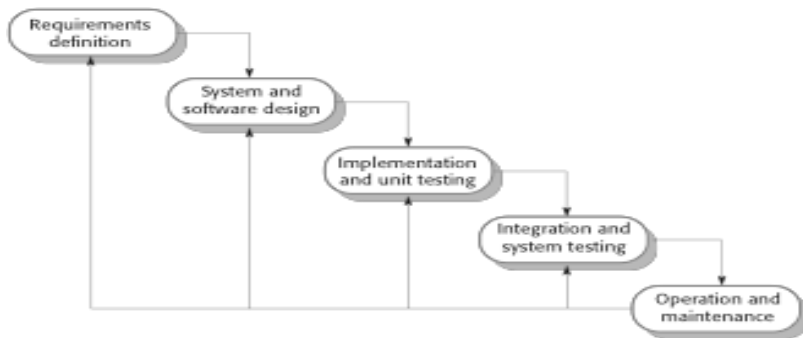 Requirements
definition
System and
software design
Implementation
and unit testing
Integration and
system testing
Operation and
maintenance